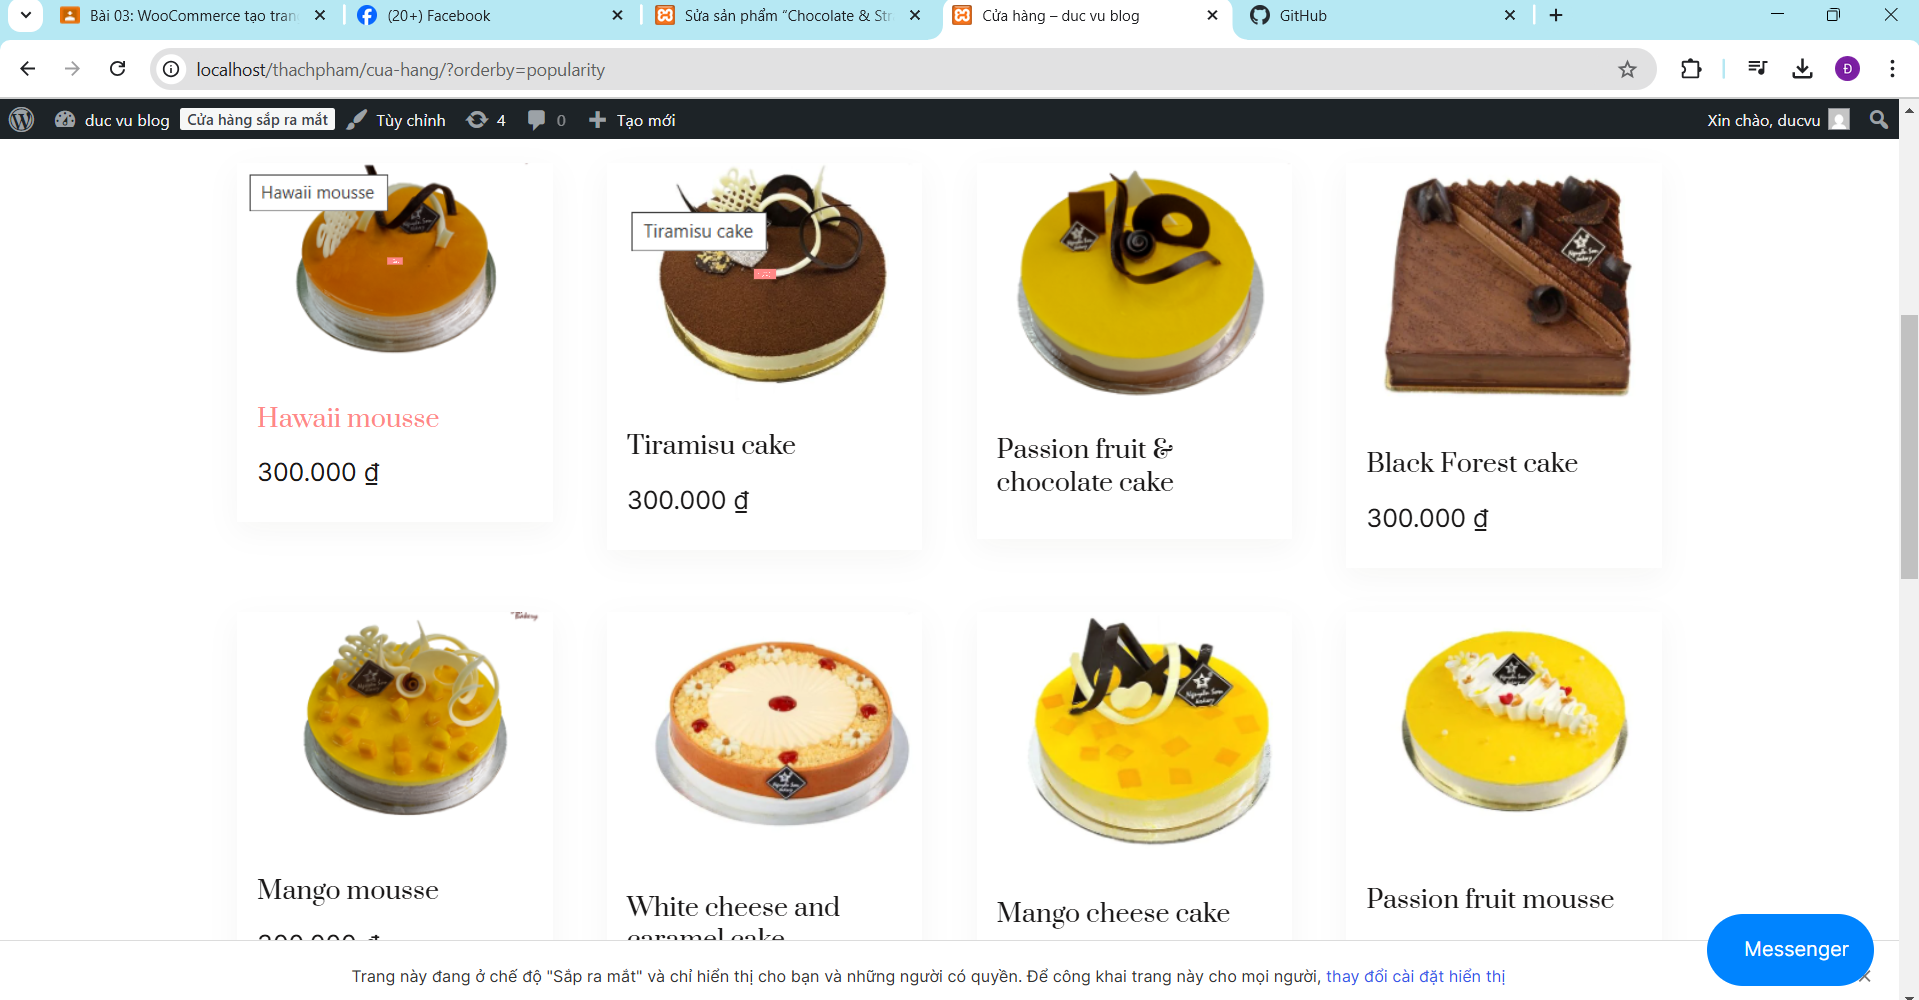 Bài 03: WooCommerce tạo tran
(20+) Facebook
Sửa sản phẩm “Chocolate & Str
Cửa hàng – duc vu blog
GitHub
localhost/thachpham/cua-hang/?orderby=popularity
Đ
duc vu blog
Cửa hàng sắp ra mắt
Tùy chỉnh
4
0
Tạo mới
Xin chào, ducvu
Hawaii mousse
Tiramisu cake
Hawaii mousse
300.000 ₫
Tiramisu cake
300.000 ₫
Passion fruit &
chocolate cake
Black Forest cake
300.000 ₫
Mango mousse
300.000 ₫
White cheese and
caramel cake
Mango cheese cake
Passion fruit mousse
Messenger
Trang này đang ở chế độ "Sắp ra mắt" và chỉ hiển thị cho bạn và những người có quyền. Để công khai trang này cho mọi người, thay đổi cài đặt hiển thị